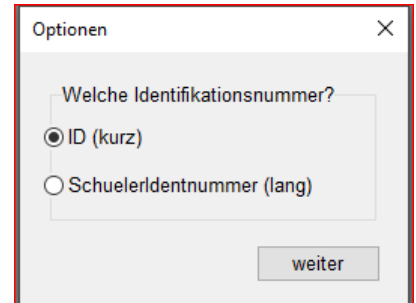 Optionen
Welche Identifikationsnummer?
ID (kurz)
SchuelerIdentnummer (lang)
weiter